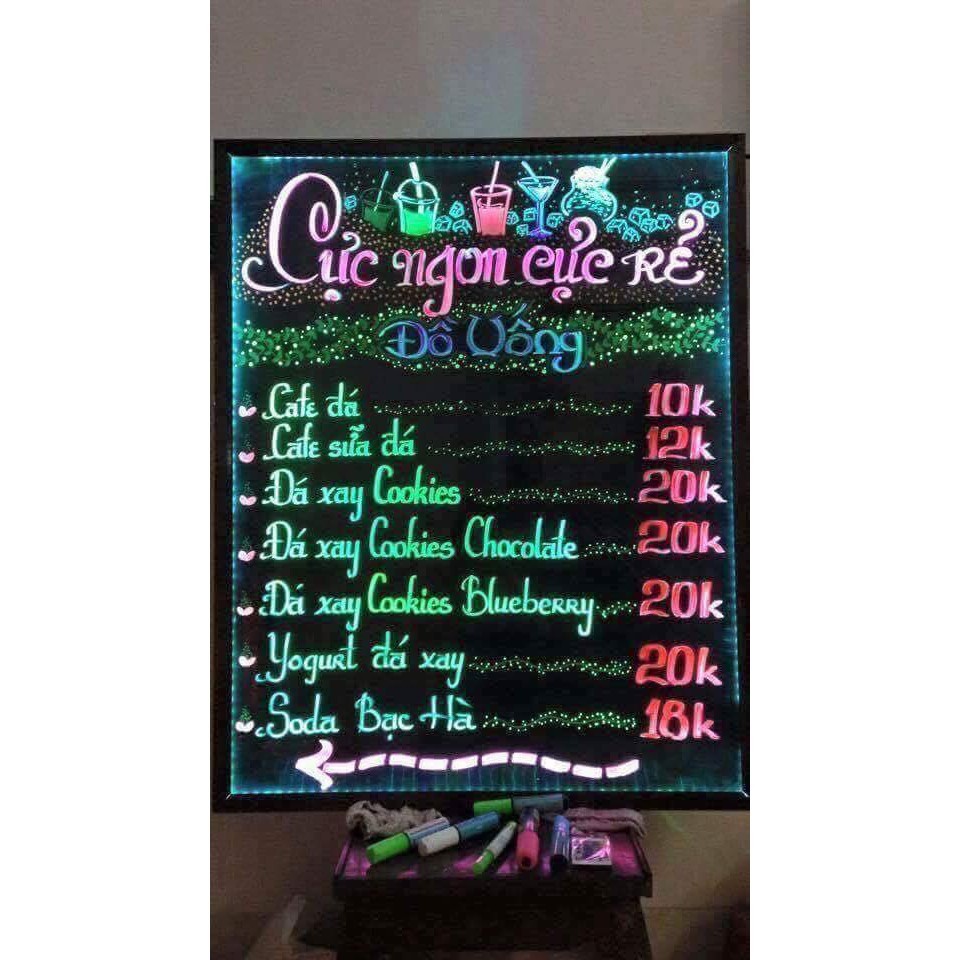 Cực ngon cực RẺ
Đồ Uống
Cafe đá 10k
Cafe sữa đá 12k
Đá xay Cookies 20k
Đá xay Cookies Chocolate 20k
Đá xay Cookies Blueberry 20k
Yogurt đá xay 20k
Soda Bạc Hà 18k